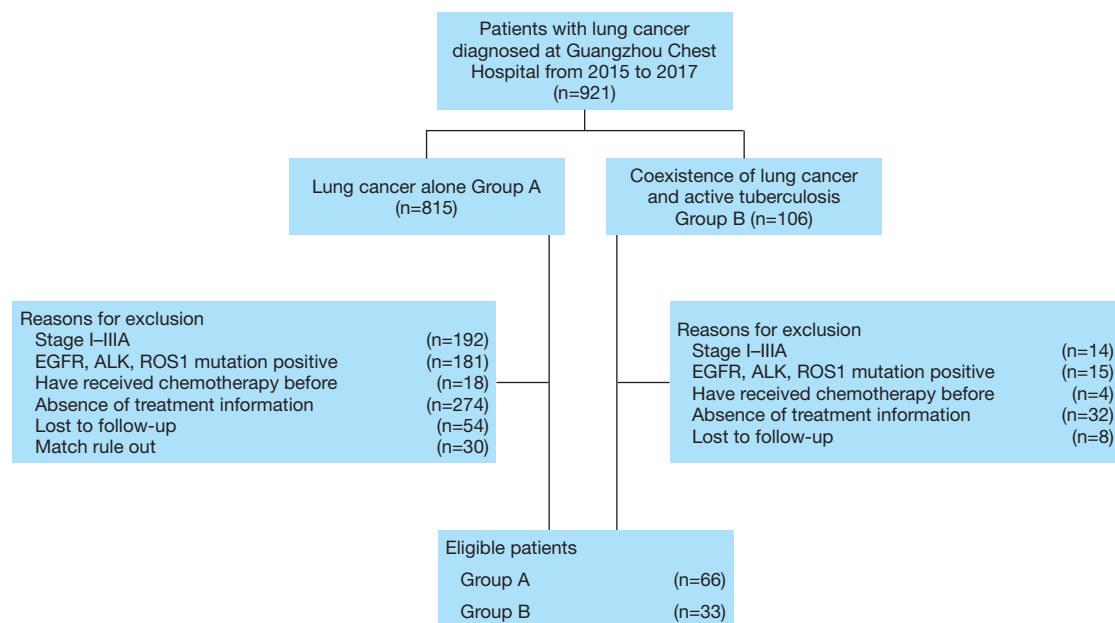 Patients with lung cancer
diagnosed at Guangzhou Chest
Hospital from 2015 to 2017
(n=921)
Lung cancer alone Group A
(n=815)
Coexistence of lung cancer
and active tuberculosis
Group B (n=106)
Reasons for exclusion
Stage I–IIIA (n=192)
EGFR, ALK, ROS1 mutation positive (n=181)
Have received chemotherapy before (n=18)
Absence of treatment information (n=274)
Lost to follow-up (n=54)
Match rule out (n=30)
Reasons for exclusion
Stage I–IIIA (n=14)
EGFR, ALK, ROS1 mutation positive (n=15)
Have received chemotherapy before (n=4)
Absence of treatment information (n=32)
Lost to follow-up (n=8)
Eligible patients
Group A (n=66)
Group B (n=33)